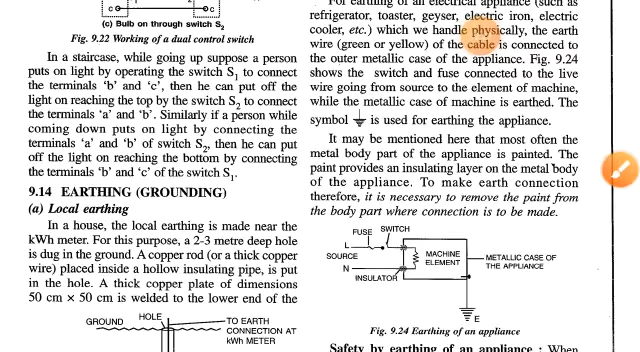 c
c
(c) Bulb on through switch S2
Fig. 9.22 Working of a dual control switch
In a staircase, while going up suppose a person
puts on light by operating the switch S1 to connect
the terminals ‘b’ and ‘c’, then he can put off the
light on reaching the top by the switch S2 to connect
the terminals ‘a’ and ‘b’. Similarly if a person while
coming down puts on light by connecting the
terminals ‘a’ and ‘b’ of switch S2, then he can put
off the light on reaching the bottom by connecting
the terminals ‘b’ and ‘c’ of the switch S1.
9.14 EARTHING (GROUNDING)
(a) Local earthing
In a house, the local earthing is made near the
kWh meter. For this purpose, a 2-3 metre deep hole
is dug in the ground. A copper rod (or a thick copper
wire) placed inside a hollow insulating pipe, is put
in the hole. A thick copper plate of dimensions
50 cm × 50 cm is welded to the lower end of the
GROUND
HOLE
TO EARTH
CONNECTION AT
kWh METER
For earthing of an electrical appliance (such as
refrigerator, toaster, geyser, electric iron, electric
cooler, etc.) which we handle physically, the earth
wire (green or yellow) of the cable is connected to
the outer metallic case of the appliance. Fig. 9.24
shows the switch and fuse connected to the live
wire going from source to the element of machine,
while the metallic case of machine is earthed. The
symbol ⏚ is used for earthing the appliance.
It may be mentioned here that most often the
metal body part of the appliance is painted. The
paint provides an insulating layer on the metal body
of the appliance. To make earth connection
therefore, it is necessary to remove the paint from
the body part where connection is to be made.
FUSE
SWITCH
L
SOURCE
N
INSULATOR
MACHINE
ELEMENT
METALLIC CASE OF
THE APPLIANCE
E
Fig. 9.24 Earthing of an appliance
Safety by earthing of an appliance : When